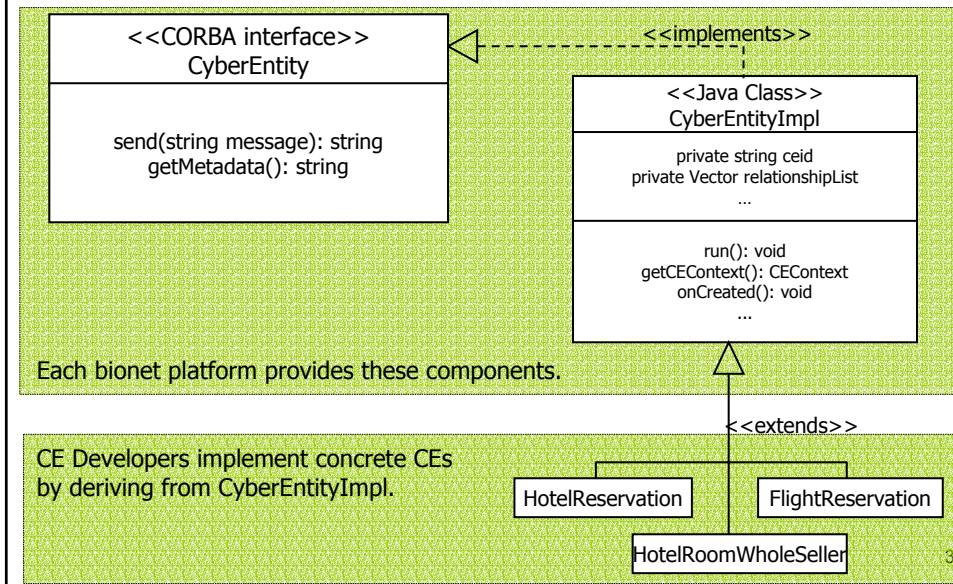 <<CORBA interface>>
CyberEntity
send(string message): string
getMetadata(): string
<<implements>>
<<Java Class>>
CyberEntityImpl
private string ceid
private Vector relationshipList
...
run(): void
getCEContext(): CEContext
onCreated(): void
...
Each bionet platform provides these components.
<<extends>>
CE Developers implement concrete CEs
by deriving from CyberEntityImpl.
HotelReservation
FlightReservation
HotelRoomWholeSeller
3